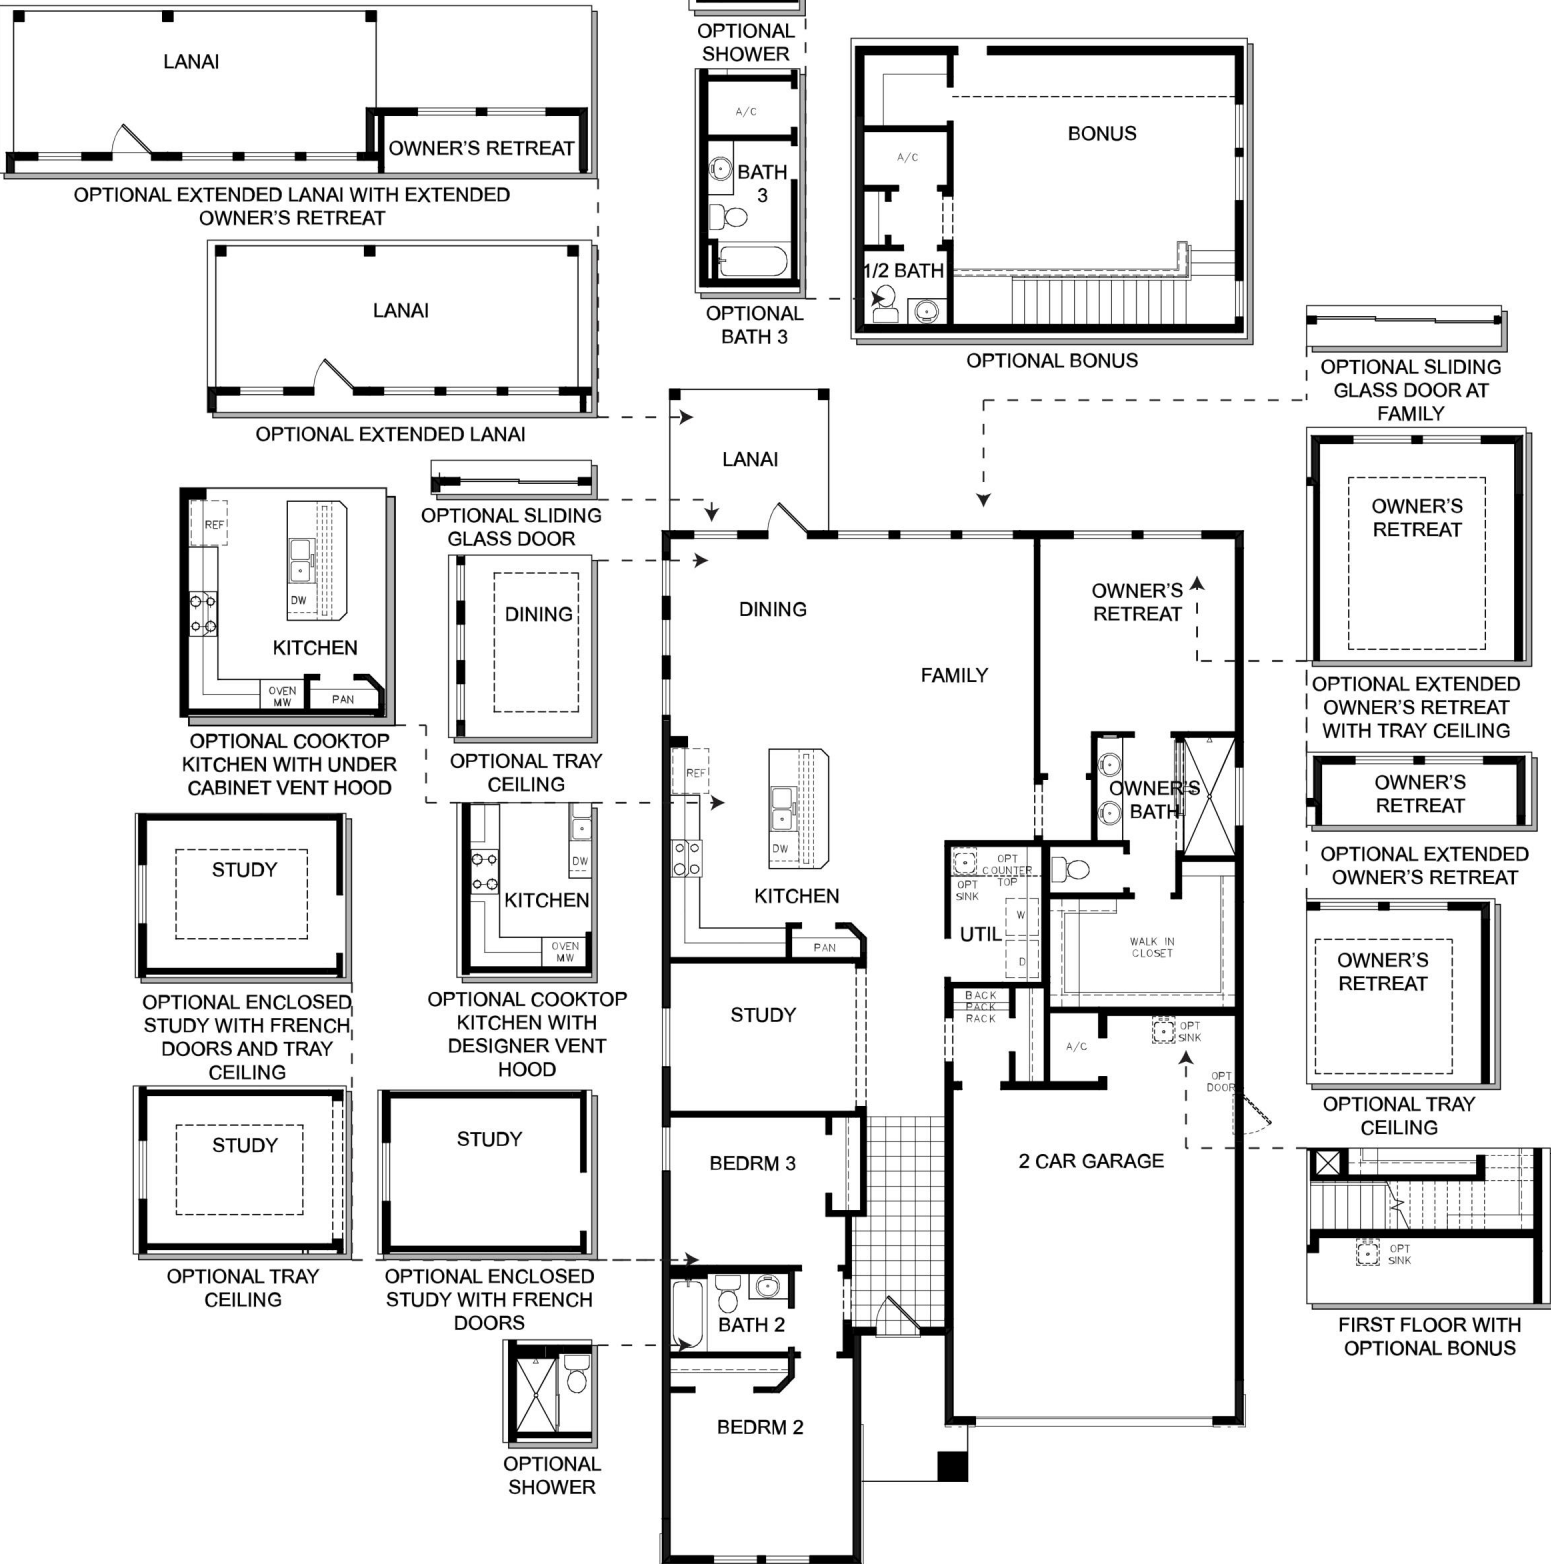 LANAI
OWNER'S RETREAT
OPTIONAL EXTENDED LANAI WITH EXTENDED
OWNER'S RETREAT
LANAI
OPTIONAL EXTENDED LANAI
OPTIONAL
SHOWER
A/C
BATH
3
OPTIONAL
BATH 3
BONUS
A/C
1/2 BATH
OPTIONAL BONUS
OPTIONAL SLIDING
GLASS DOOR AT
FAMILY
OPTIONAL SLIDING
GLASS DOOR
REF
DW
KITCHEN
OVEN
MW
PAN
OPTIONAL COOKTOP
KITCHEN WITH UNDER
CABINET VENT HOOD
DINING
OPTIONAL TRAY
CEILING
STUDY
OPTIONAL ENCLOSED
STUDY WITH FRENCH
DOORS AND TRAY
CEILING
DW
KITCHEN
OVEN
MW
OPTIONAL COOKTOP
KITCHEN WITH
DESIGNER VENT
HOOD
STUDY
OPTIONAL TRAY
CEILING
STUDY
OPTIONAL ENCLOSED
STUDY WITH FRENCH
DOORS
OPTIONAL
SHOWER
LANAI
DINING
FAMILY
OWNER'S
RETREAT
REF
DW
KITCHEN
PAN
OWNER'S
BATH
OPT
COUNTER
TOP
OPT
SINK
W
UTIL
D
WALK IN
CLOSET
STUDY
BACK
PACK
RACK
A/C
OPT
SINK
OPT
DOOR
BEDRM 3
2 CAR GARAGE
BATH 2
BEDRM 2
OWNER'S
RETREAT
OPTIONAL EXTENDED
OWNER'S RETREAT
WITH TRAY CEILING
OWNER'S
RETREAT
OPTIONAL EXTENDED
OWNER'S RETREAT
OWNER'S
RETREAT
OPTIONAL TRAY
CEILING
OPT
SINK
FIRST FLOOR WITH
OPTIONAL BONUS